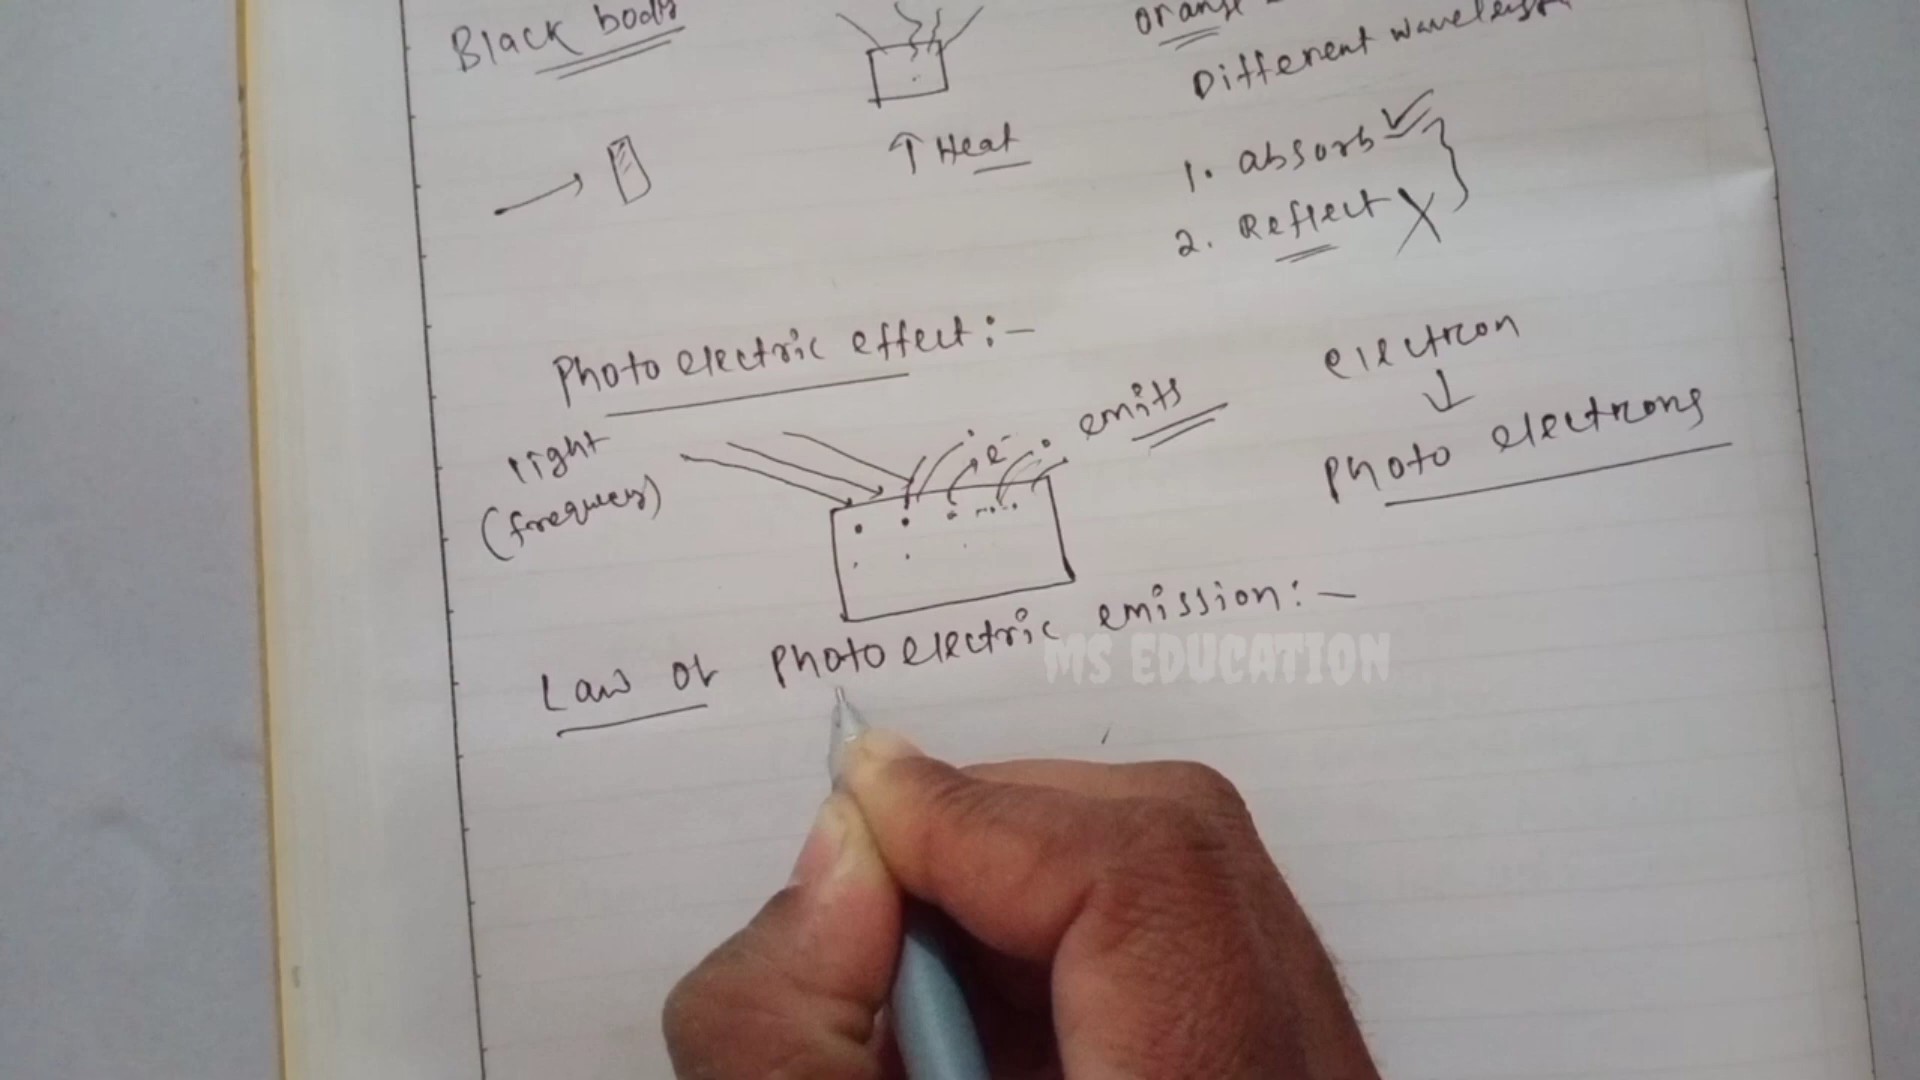 Black body
orange
Different wavelength
↑ Heat
1. absorb ✓
2. Reflect X
Photo electric effect :-
light
(frequency)
e-
emits
electron
↓
Photo electrons
Law of Photo electric emission :-
MS EDUCATION